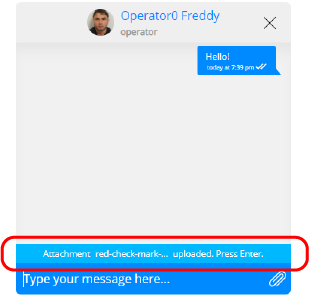 Operator0 Freddy
operator
Hello!
today at 7:39 pm
Attachment red-check-mark-... uploaded. Press Enter.
Type your message here...